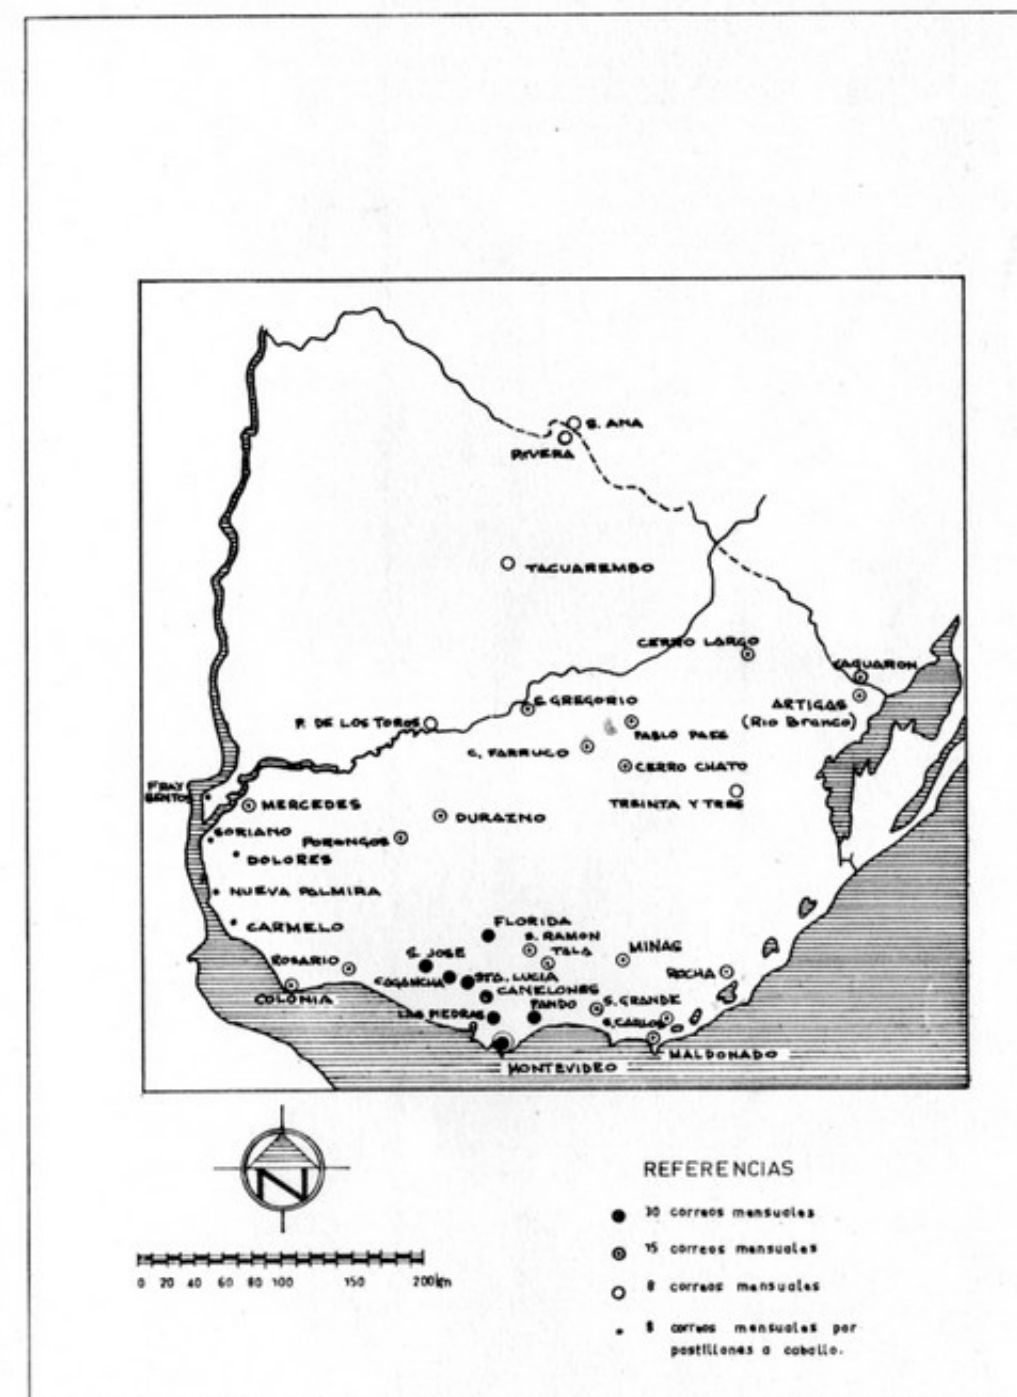 S. ANA
RIVERA
TACUAREMBO
CERRO LARGO
YAGUARON
S. GREGORIO
ARTIGAS
(Rio Branco)
P. DE LOS TOROS
PABLO PAEZ
C. FARRUCO
CERRO CHATO
FRAY
BENTOS
MERCEDES
TREINTA Y TRES
DURAZNO
SORIANO
PORONGOS
DOLORES
NUEVA PALMIRA
CARMELO
FLORIDA
S. RAMON
S. JOSE
TALA
MINAS
ROSARIO
CAGANCHA
STA. LUCIA
ROCHA
COLONIA
CANELONES
PANDO
S. GRANDE
LAS PIEDRAS
S. CARLOS
MALDONADO
MONTEVIDEO
N
REFERENCIAS
30 correos mensuales
15 correos mensuales
8 correos mensuales
8 correos mensuales por
postillones a caballo.
0 20 40 60 80 100 150 200km